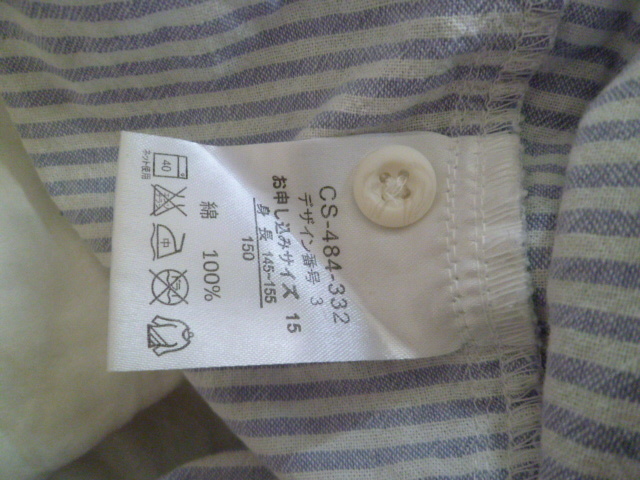 CS-484-332
デザイン番号 3
お申し込みサイズ 15
身長 145~155
150
綿 100%
40
ネット使用
中